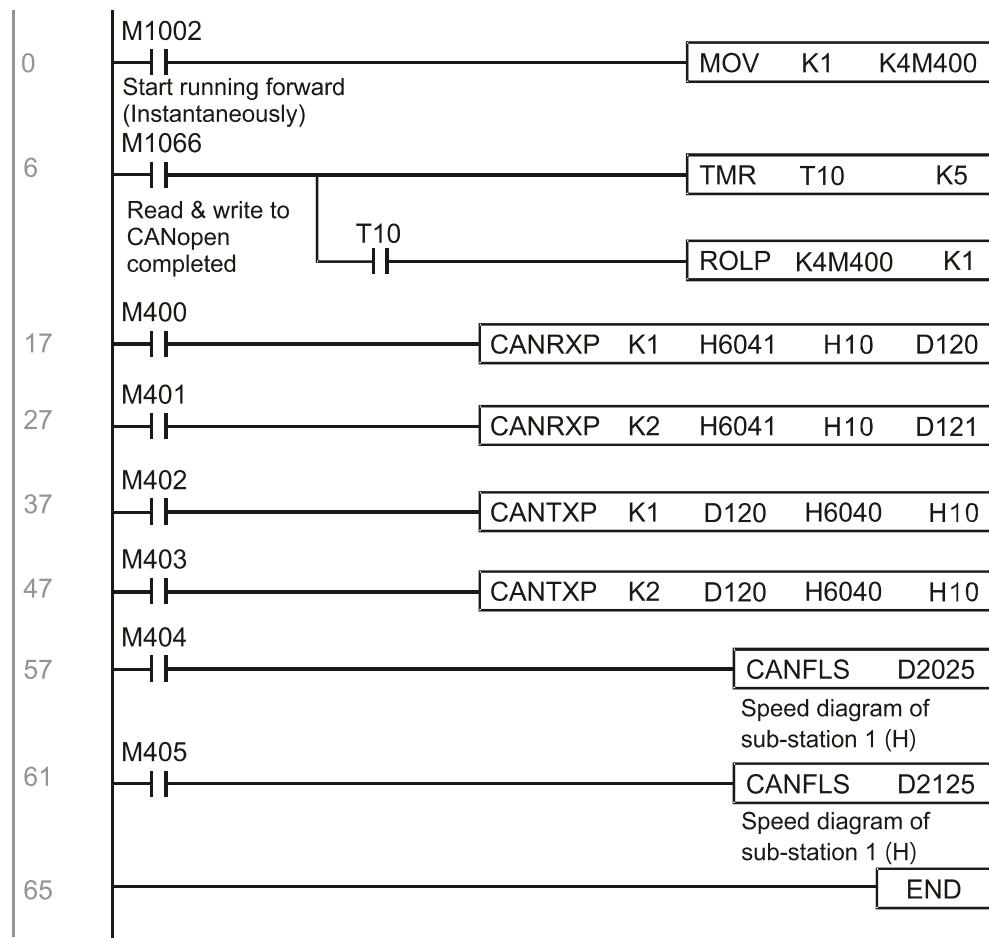 M1002
0 MOV K1 K4M400
Start running forward
(Instantaneously)
M1066
6 TMR T10 K5
Read & write to
CANopen
completed
T10
ROLP K4M400 K1
M400
17 CANRXP K1 H6041 H10 D120
M401
27 CANRXP K2 H6041 H10 D121
M402
37 CANTXP K1 D120 H6040 H10
M403
47 CANTXP K2 D120 H6040 H10
M404
57 CANFLS D2025
Speed diagram of
sub-station 1 (H)
M405
61 CANFLS D2125
Speed diagram of
sub-station 1 (H)
65 END